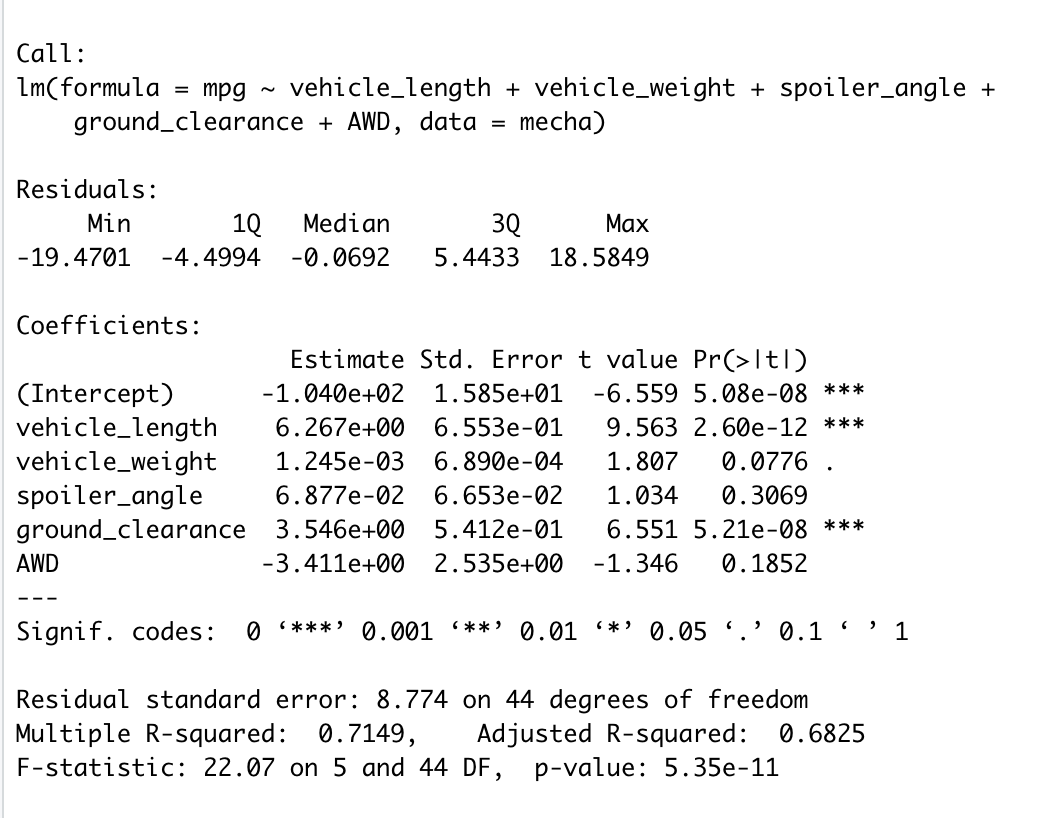 Call:
lm(formula = mpg ~ vehicle_length + vehicle_weight + spoiler_angle +
    ground_clearance + AWD, data = mecha)

Residuals:
     Min       1Q   Median       3Q      Max
-19.4701  -4.4994  -0.0692   5.4433  18.5849

Coefficients:
                   Estimate Std. Error t value Pr(>|t|)
(Intercept)      -1.040e+02  1.585e+01  -6.559 5.08e-08 ***
vehicle_length    6.267e+00  6.553e-01   9.563 2.60e-12 ***
vehicle_weight    1.245e-03  6.890e-04   1.807   0.0776 .
spoiler_angle     6.877e-02  6.653e-02   1.034   0.3069
ground_clearance  3.546e+00  5.412e-01   6.551 5.21e-08 ***
AWD              -3.411e+00  2.535e+00  -1.346   0.1852
---
Signif. codes:  0 ‘***’ 0.001 ‘**’ 0.01 ‘*’ 0.05 ‘.’ 0.1 ‘ ’ 1

Residual standard error: 8.774 on 44 degrees of freedom
Multiple R-squared:  0.7149,    Adjusted R-squared:  0.6825
F-statistic: 22.07 on 5 and 44 DF,  p-value: 5.35e-11